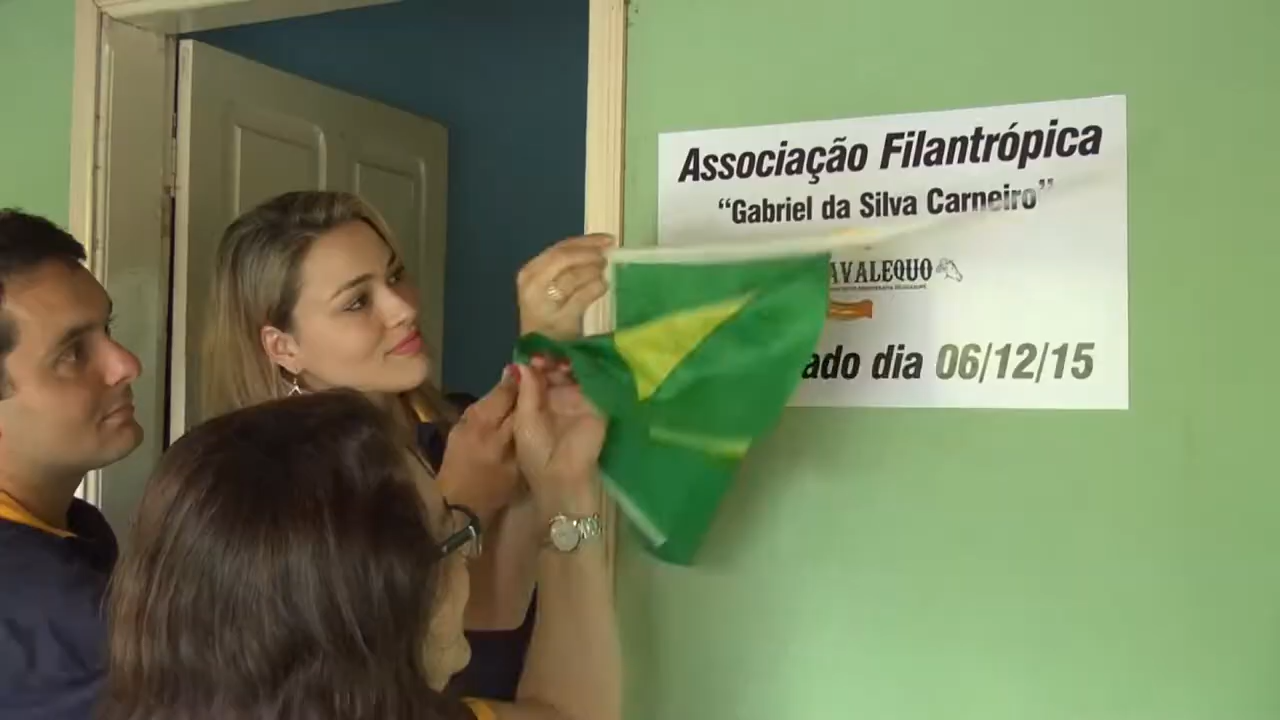 Associação Filantrópica
“Gabriel da Silva Carneiro”
AVALEQUO
ado dia 06/12/15